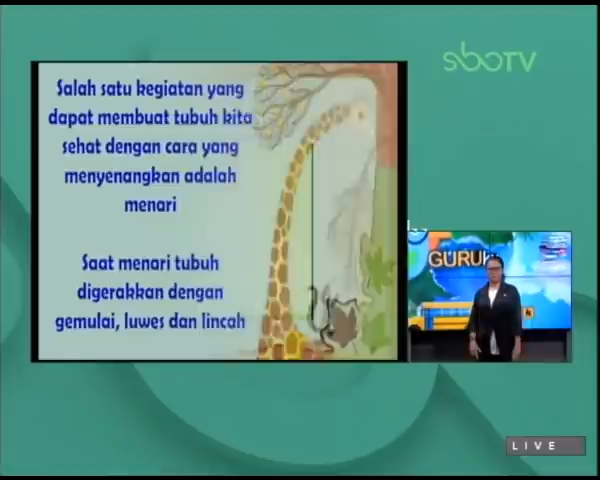 sboTV
Salah satu kegiatan yang
dapat membuat tubuh kita
sehat dengan cara yang
menyenangkan adalah
menari
Saat menari tubuh
digerakkan dengan
gemulai, luwes dan lincah
GURUK
LIVE